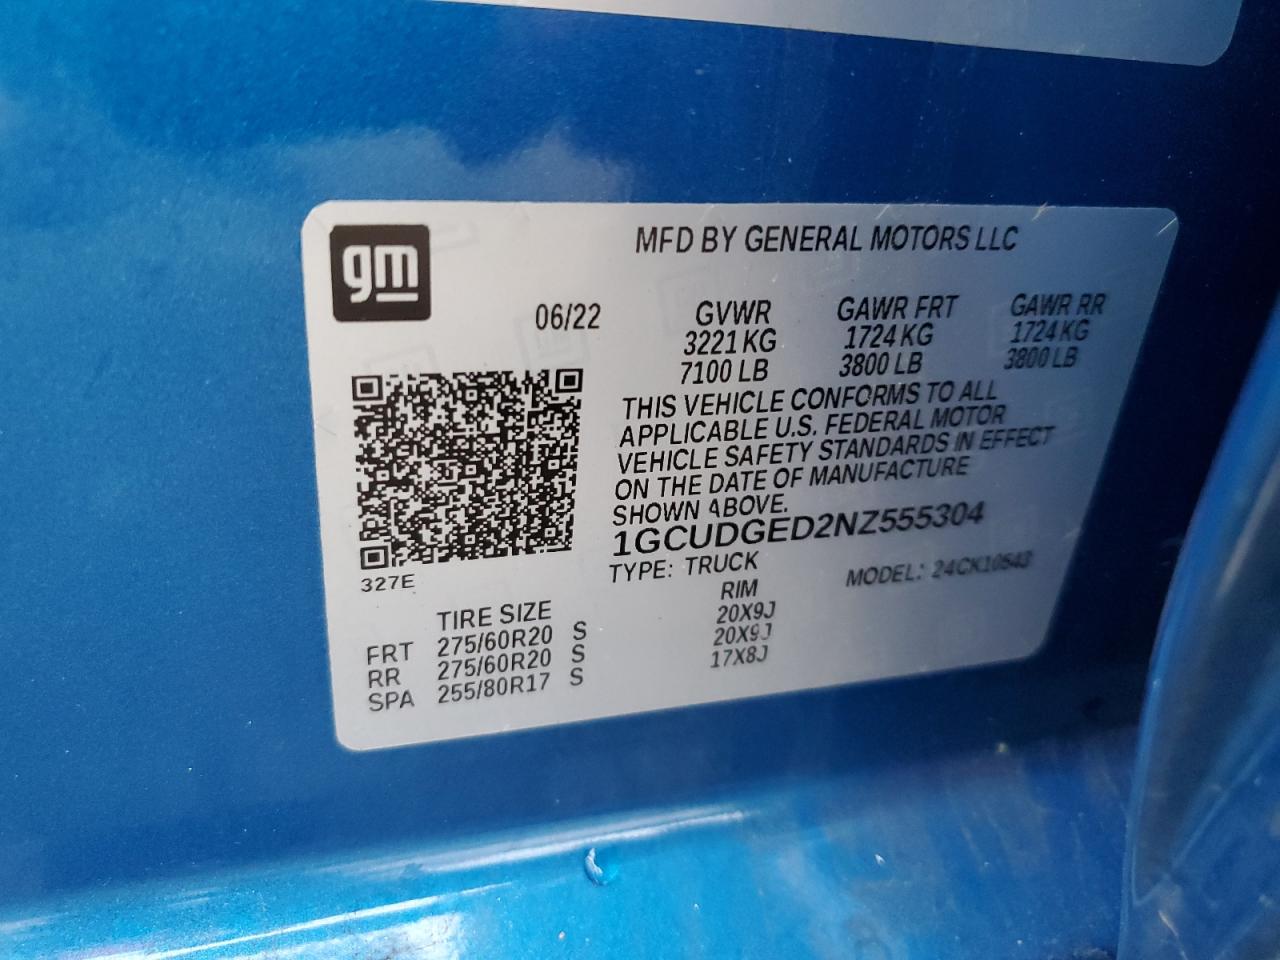 gm
MFD BY GENERAL MOTORS LLC
06/22
GVWR GAWR FRT GAWR RR
3221 KG 1724 KG 1724 KG
7100 LB 3800 LB 3800 LB
THIS VEHICLE CONFORMS TO ALL
APPLICABLE U.S. FEDERAL MOTOR
VEHICLE SAFETY STANDARDS IN EFFECT
ON THE DATE OF MANUFACTURE
SHOWN ABOVE.
1GCUDGED2NZ555304
TYPE: TRUCK MODEL: 24CK10543
327E
TIRE SIZE RIM
FRT 275/60R20 S 20X9J
RR 275/60R20 S 20X9J
SPA 255/80R17 S 17X8J